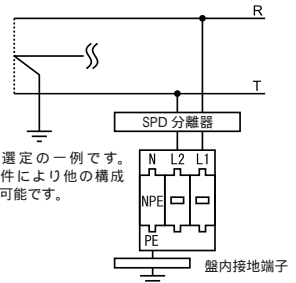 R
T
SPD 分離器
選定の一例です。
件により他の構成
可能です。
N L2 L1
NPE
PE
盤内接地端子